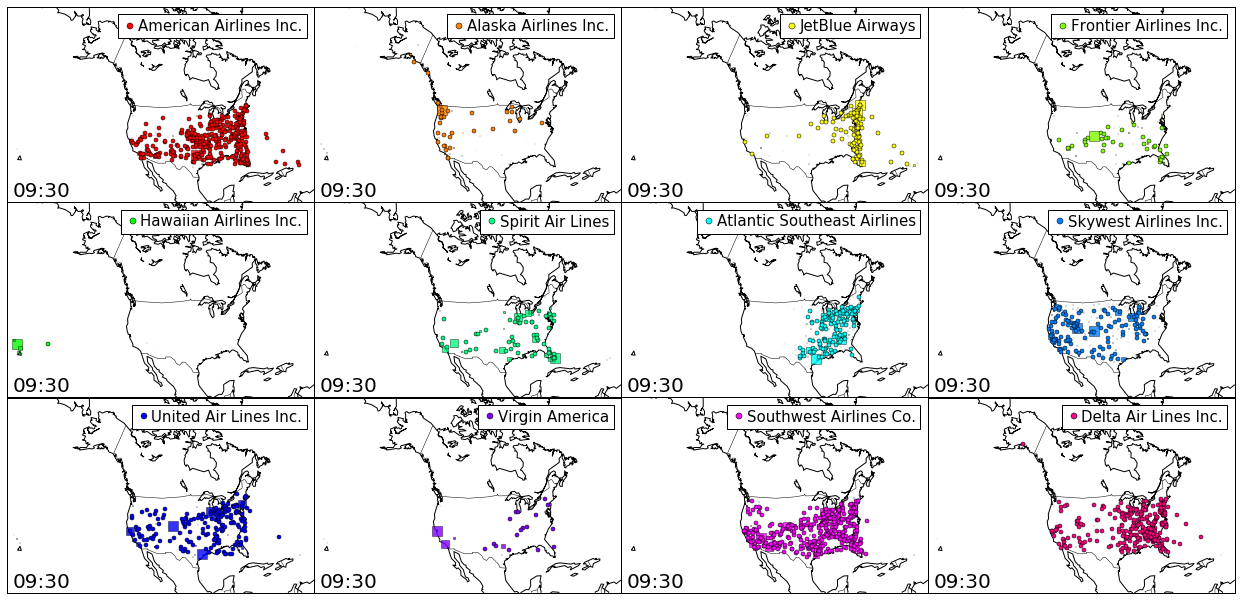 American Airlines Inc.
09:30
Alaska Airlines Inc.
09:30
JetBlue Airways
09:30
Frontier Airlines Inc.
09:30
Hawaiian Airlines Inc.
09:30
Spirit Air Lines
09:30
Atlantic Southeast Airlines
09:30
Skywest Airlines Inc.
09:30
United Air Lines Inc.
09:30
Virgin America
09:30
Southwest Airlines Co.
09:30
Delta Air Lines Inc.
09:30